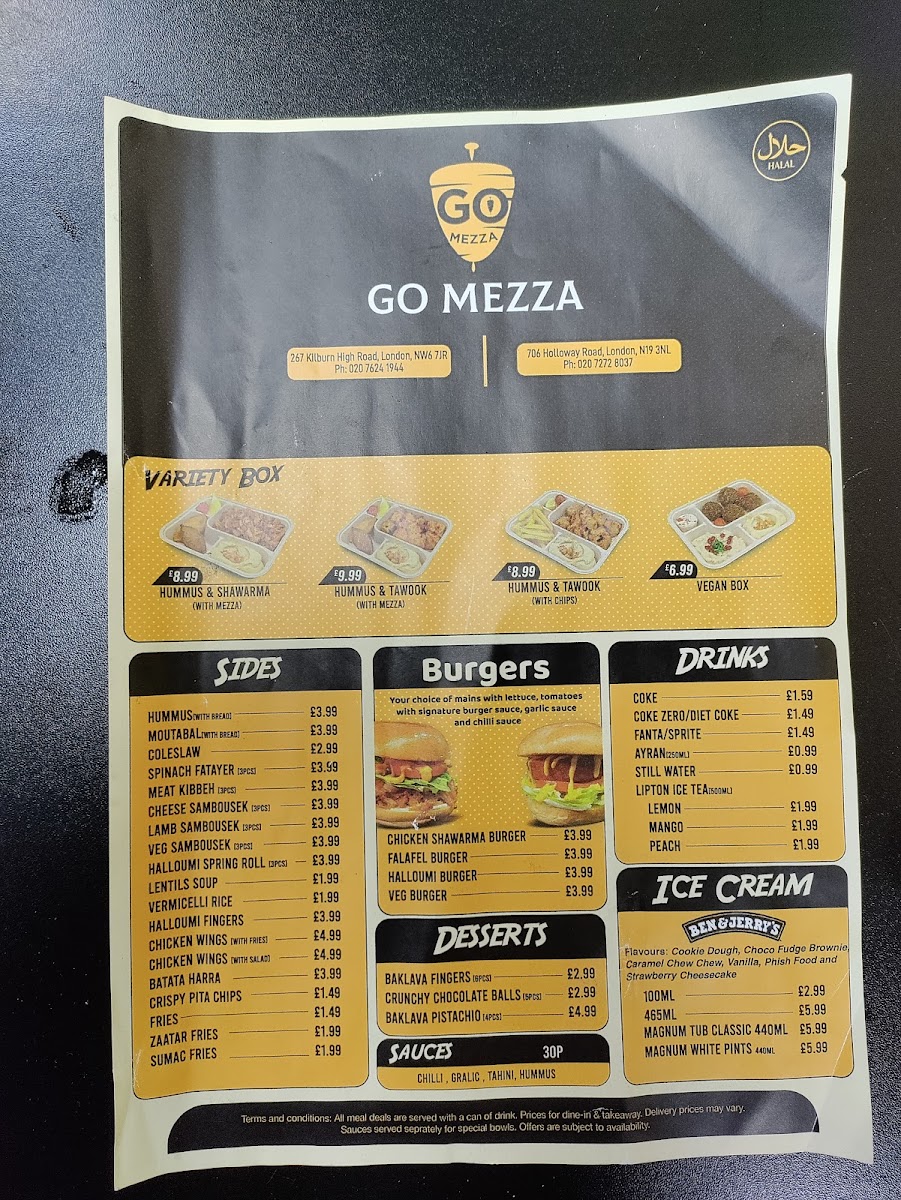 حلال
HALAL
GO
MEZZA
GO MEZZA
267 Kilburn High Road, London, NW6 7JR
Ph: 020 7624 1944
706 Holloway Road, London, N19 3NL
Ph: 020 7272 8037
VARIETY BOX
£8.99
HUMMUS & SHAWARMA
(WITH MEZZA)
£9.99
HUMMUS & TAWOOK
(WITH MEZZA)
£8.99
HUMMUS & TAWOOK
(WITH CHIPS)
£6.99
VEGAN BOX
SIDES
HUMMUS(WITH BREAD) £3.99
MOUTABAL(WITH BREAD) £3.99
COLESLAW £2.99
SPINACH FATAYER (3PCS) £3.99
MEAT KIBBEH (3PCS) £3.99
CHEESE SAMBOUSEK (3PCS) £3.99
LAMB SAMBOUSEK (3PCS) £3.99
VEG SAMBOUSEK (3PCS) £3.99
HALLOUMI SPRING ROLL (3PCS) £3.99
LENTILS SOUP £1.99
VERMICELLI RICE £1.99
HALLOUMI FINGERS £3.99
CHICKEN WINGS (WITH FRIES) £4.99
CHICKEN WINGS (WITH SALAD) £4.99
BATATA HARRA £3.99
CRISPY PITA CHIPS £1.49
FRIES £1.49
ZAATAR FRIES £1.99
SUMAC FRIES £1.99
Burgers
Your choice of mains with lettuce, tomatoes
with signature burger sauce, garlic sauce
and chilli sauce
CHICKEN SHAWARMA BURGER £3.99
FALAFEL BURGER £3.99
HALLOUMI BURGER £3.99
VEG BURGER £3.99
DESSERTS
BAKLAVA FINGERS (6PCS) £2.99
CRUNCHY CHOCOLATE BALLS (5PCS) £2.99
BAKLAVA PISTACHIO (4PCS) £4.99
SAUCES 30P
CHILLI , GRALIC , TAHINI, HUMMUS
DRINKS
COKE £1.59
COKE ZERO/DIET COKE £1.49
FANTA/SPRITE £1.49
AYRAN(250ML) £0.99
STILL WATER £0.99
LIPTON ICE TEA(500ML)
LEMON £1.99
MANGO £1.99
PEACH £1.99
ICE CREAM
BEN & JERRY'S
Flavours: Cookie Dough, Choco Fudge Brownie,
Caramel Chew Chew, Vanilla, Phish Food and
Strawberry Cheesecake
100ML £2.99
465ML £5.99
MAGNUM TUB CLASSIC 440ML £5.99
MAGNUM WHITE PINTS 440ML £5.99
Terms and conditions: All meal deals are served with a can of drink. Prices for dine-in & takeaway. Delivery prices may vary.
Sauces served seprately for special bowls. Offers are subject to availability.